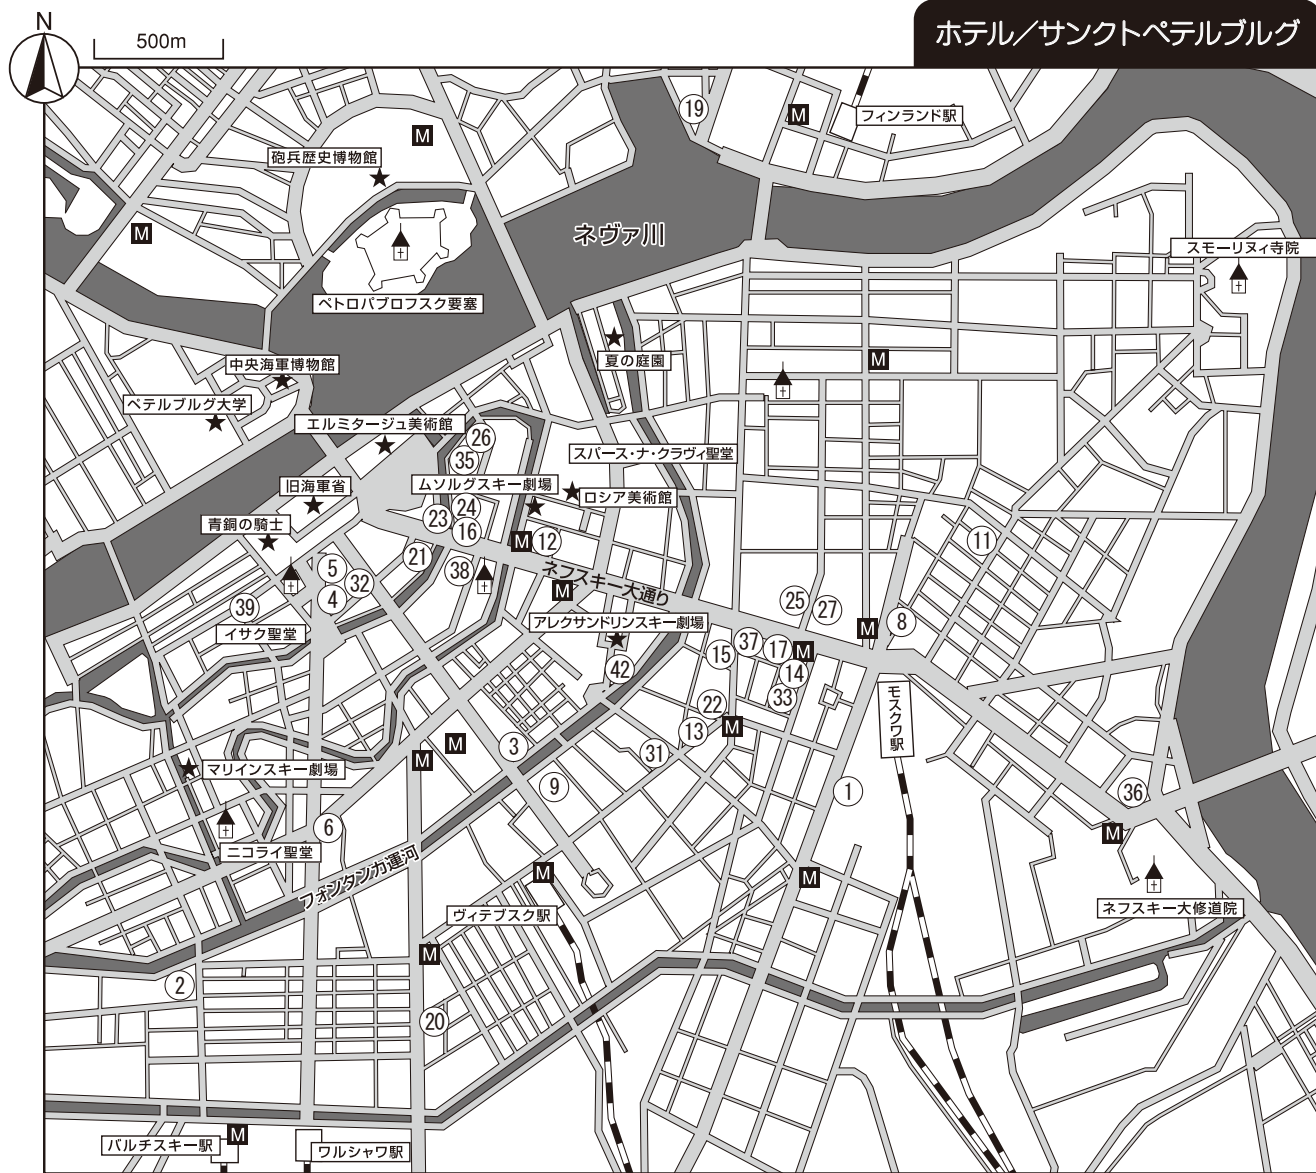 ホテル／サンクトペテルブルグ
N
500m
19
M
フィンランド駅
M
砲兵歴史博物館
M
ネヴァ川
スモーリヌィ寺院
ペトロパブロフスク要塞
中央海軍博物館
夏の庭園
M
ペテルブルグ大学
エルミタージュ美術館
26
35
スパース・ナ・クラヴィ聖堂
旧海軍省
ムソルグスキー劇場
ロシア美術館
青銅の騎士
23
24
16
M
12
11
21
38
ネフスキー大通り
5
32
4
M
39
イサク聖堂
アレクサンドリンスキー劇場
25
27
8
M
42
15
37
17
M
14
33
22
13
M
31
モスクワ駅
3
M
M
マリインスキー劇場
9
1
36
6
M
ニコライ聖堂
フォンタンカ運河
M
M
ヴィテブスク駅
ネフスキー大修道院
M
2
20
バルチスキー駅
M
ワルシャワ駅